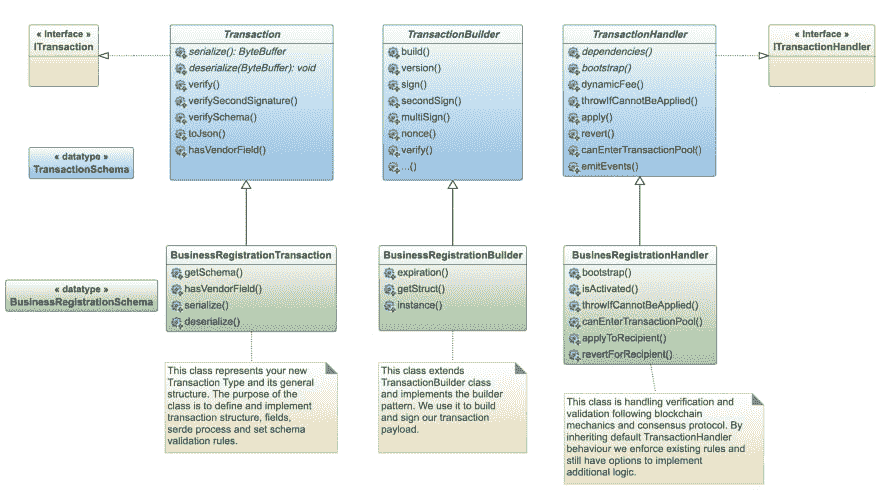 « Interface »
ITransaction
Transaction
serialize(): ByteBuffer
deserialize(ByteBuffer): void
verify()
verifySecondSignature()
verifySchema()
toJson()
hasVendorField()
TransactionBuilder
build()
version()
sign()
secondSign()
multiSign()
nonce()
verify()
...()
TransactionHandler
dependencies()
bootstrap()
dynamicFee()
throwIfCannotBeApplied()
apply()
revert()
canEnterTransactionPool()
emitEvents()
« Interface »
ITransactionHandler
« datatype »
TransactionSchema
« datatype »
BusinessRegistrationSchema
BusinessRegistrationTransaction
getSchema()
hasVendorField()
serialize()
deserialize()
BusinessRegistrationBuilder
expiration()
getStruct()
instance()
BusinesRegistrationHandler
bootstrap()
isActivated()
throwIfCannotBeApplied()
canEnterTransactionPool()
applyToRecipient()
revertForRecipient()
This class represents your new
Transaction Type and its general
structure. The purpose of the
class is to define and implement
transaction structure, fields,
serde process and set schema
validation rules.
This class extends
TransactionBuilder class
and implements the builder
pattern. We use it to build
and sign our transaction
payload.
This class is handling verification and
validation following blockchain
mechanics and consensus protocol. By
inheriting default TransactionHandler
behaviour we enforce existing rules and
still have options to implement
additional logic.